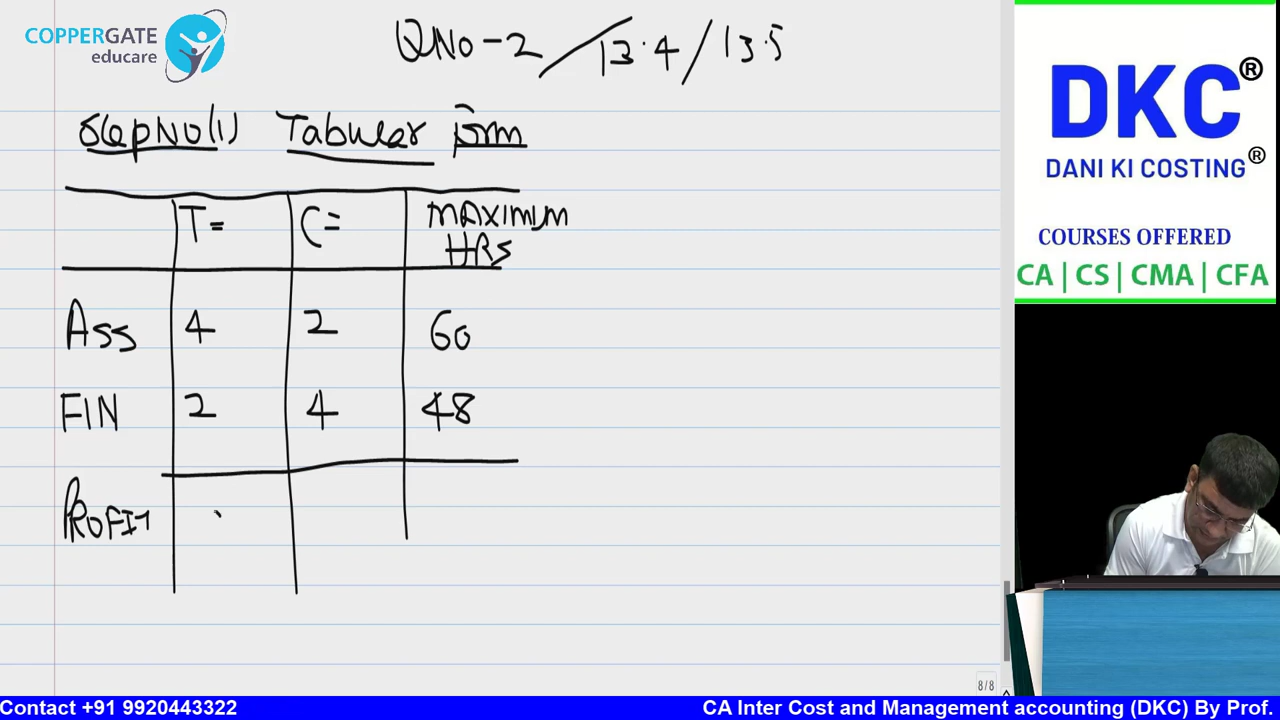 COPPERGATE
educare
QNo-2 / 13.4 / 13.5
StepNo(1) Tabular Form
T= C= MAXIMUM
HRS
Ass 4 2 60
FIN 2 4 48
PROFIT
DKC®
DANI KI COSTING®
COURSES OFFERED
CA | CS | CMA | CFA
8/8
Contact +91 9920443322 CA Inter Cost and Management accounting (DKC) By Prof.